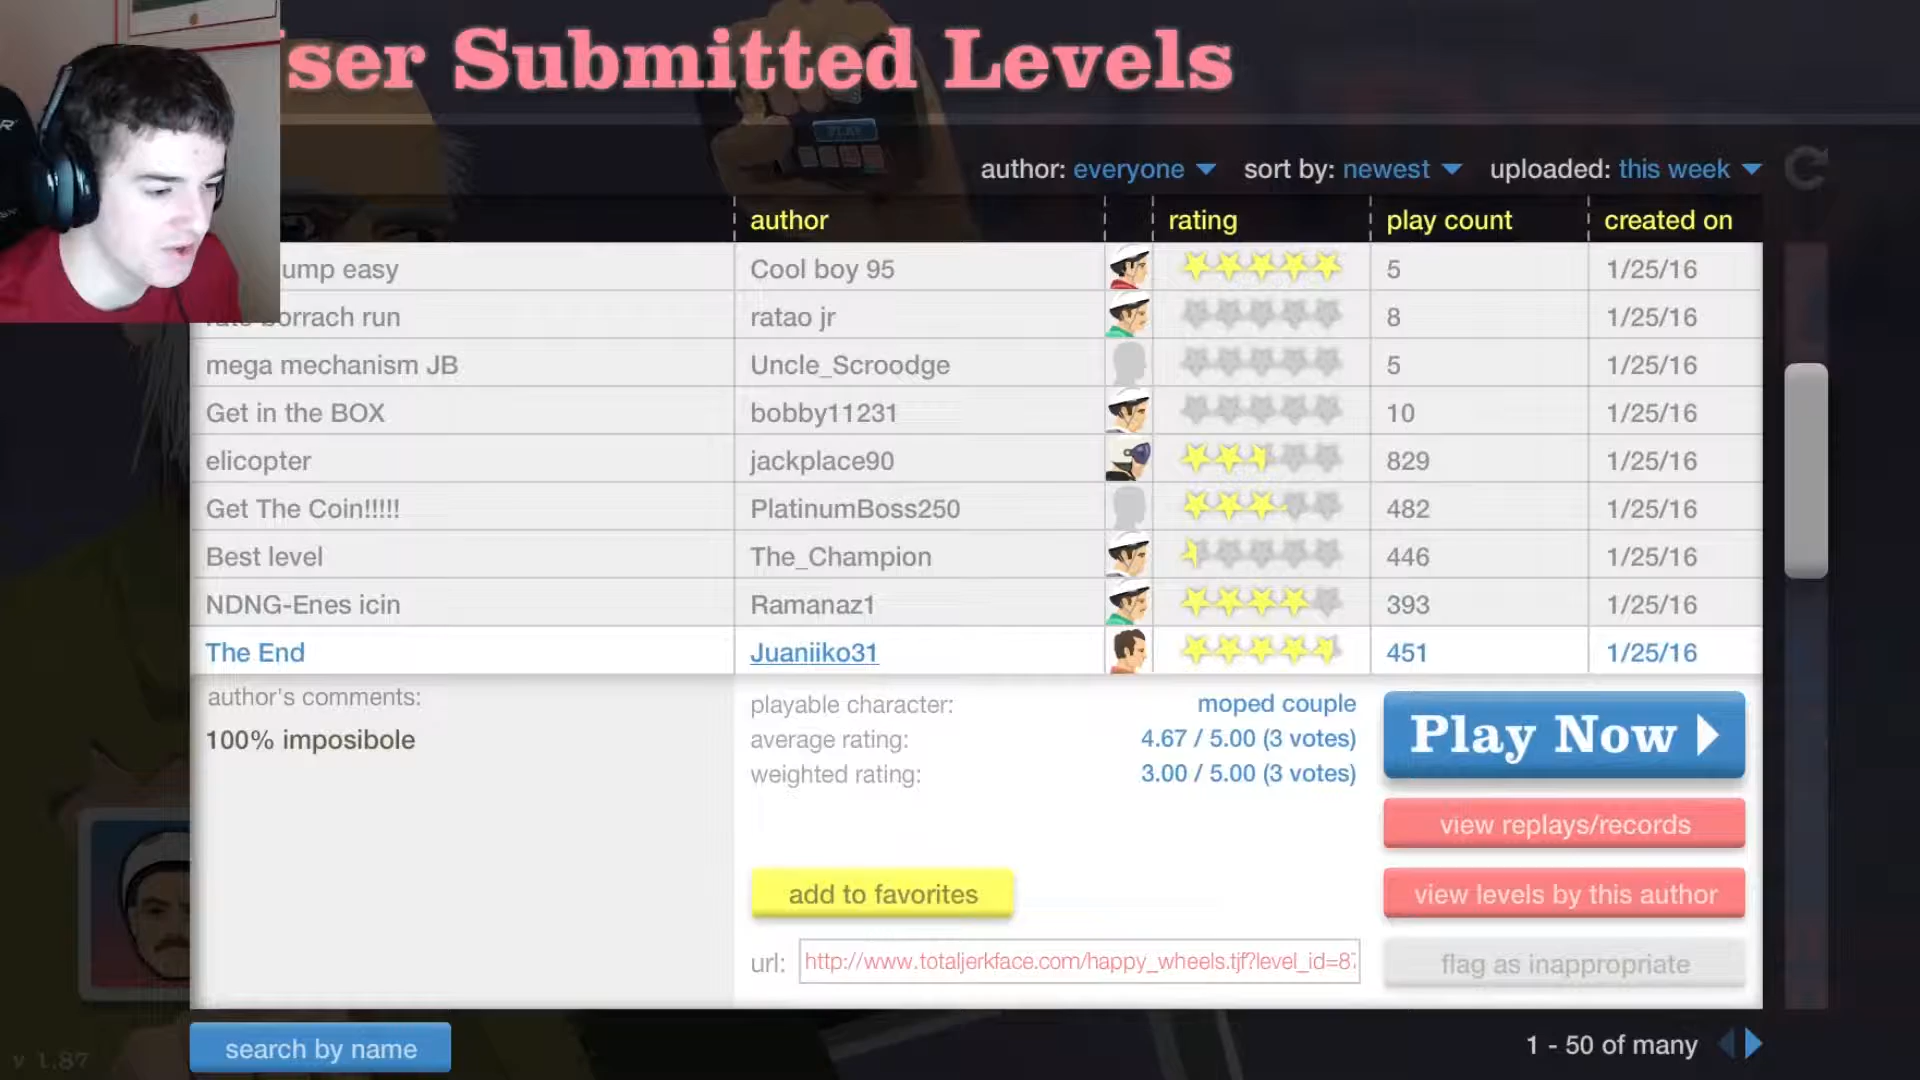 ser Submitted Levels
PLAY
author: everyone sort by: newest uploaded: this week
author rating play count created on
ump easy Cool boy 95 5 1/25/16
borrach run ratao jr 8 1/25/16
mega mechanism JB Uncle_Scroodge 5 1/25/16
Get in the BOX bobby11231 10 1/25/16
elicopter jackplace90 829 1/25/16
Get The Coin!!!!! PlatinumBoss250 482 1/25/16
Best level The_Champion 446 1/25/16
NDNG-Enes icin Ramanaz1 393 1/25/16
The End Juaniiko31 451 1/25/16
author's comments:
100% imposibole
playable character: moped couple
average rating: 4.67 / 5.00 (3 votes)
weighted rating: 3.00 / 5.00 (3 votes)
Play Now
view replays/records
add to favorites
view levels by this author
url: http://www.totaljerkface.com/happy_wheels.tjf?level_id=8
flag as inappropriate
search by name
1 - 50 of many
v 1.87